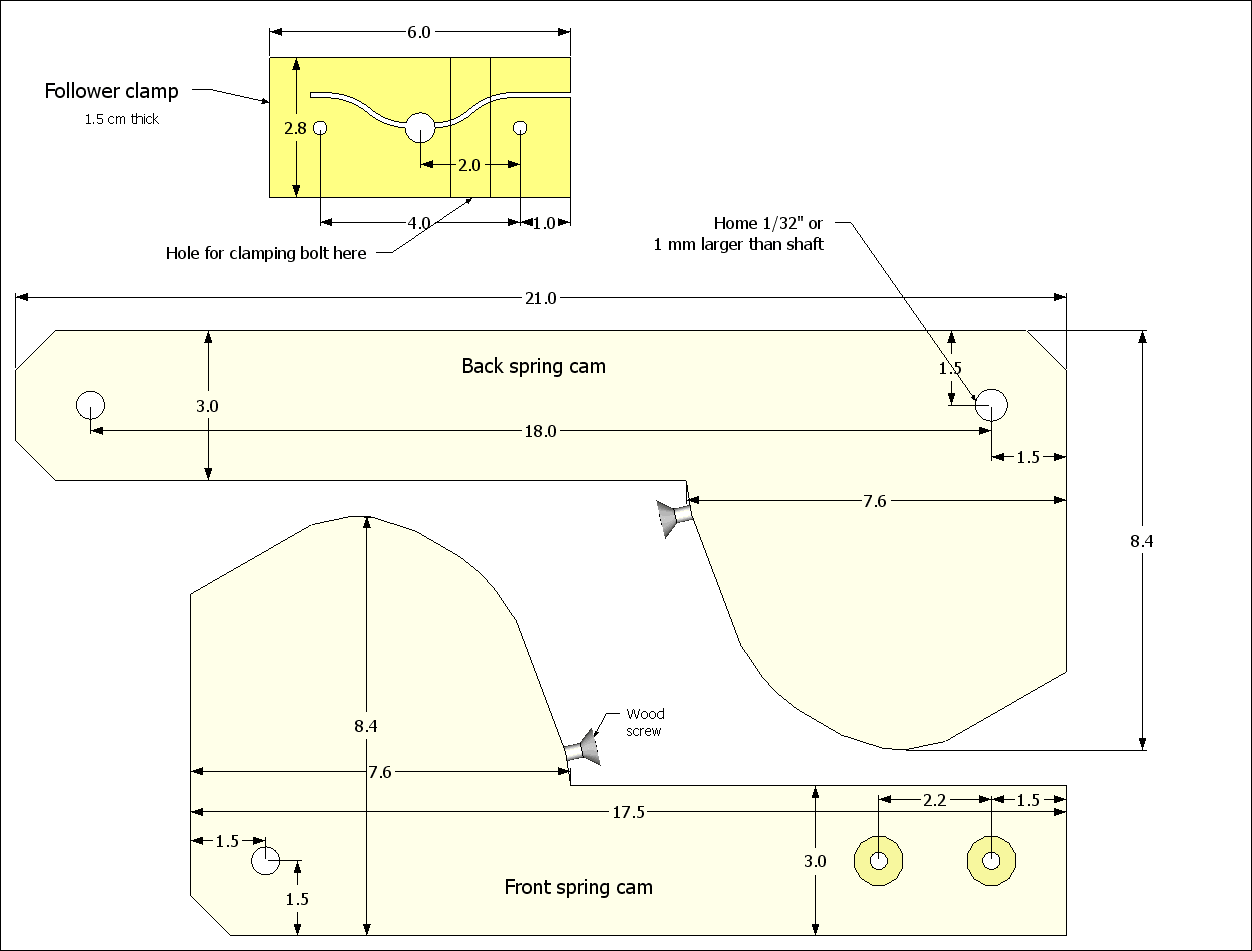 6.0
Follower clamp
1.5 cm thick
2.8
2.0
4.0
1.0
Hole for clamping bolt here
Home 1/32" or
1 mm larger than shaft
21.0
Back spring cam
1.5
3.0
18.0
1.5
7.6
8.4
Wood
screw
8.4
7.6
2.2
1.5
17.5
1.5
3.0
1.5
Front spring cam